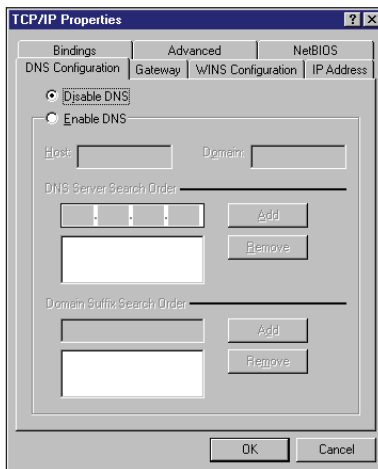 TCP/IP Properties ? ×
Bindings Advanced NetBIOS
DNS Configuration Gateway WINS Configuration IP Address
Disable DNS
Enable DNS
Host: Domain:
DNS Server Search Order
. . . Add
Remove
Domain Suffix Search Order
Add
Remove
OK Cancel